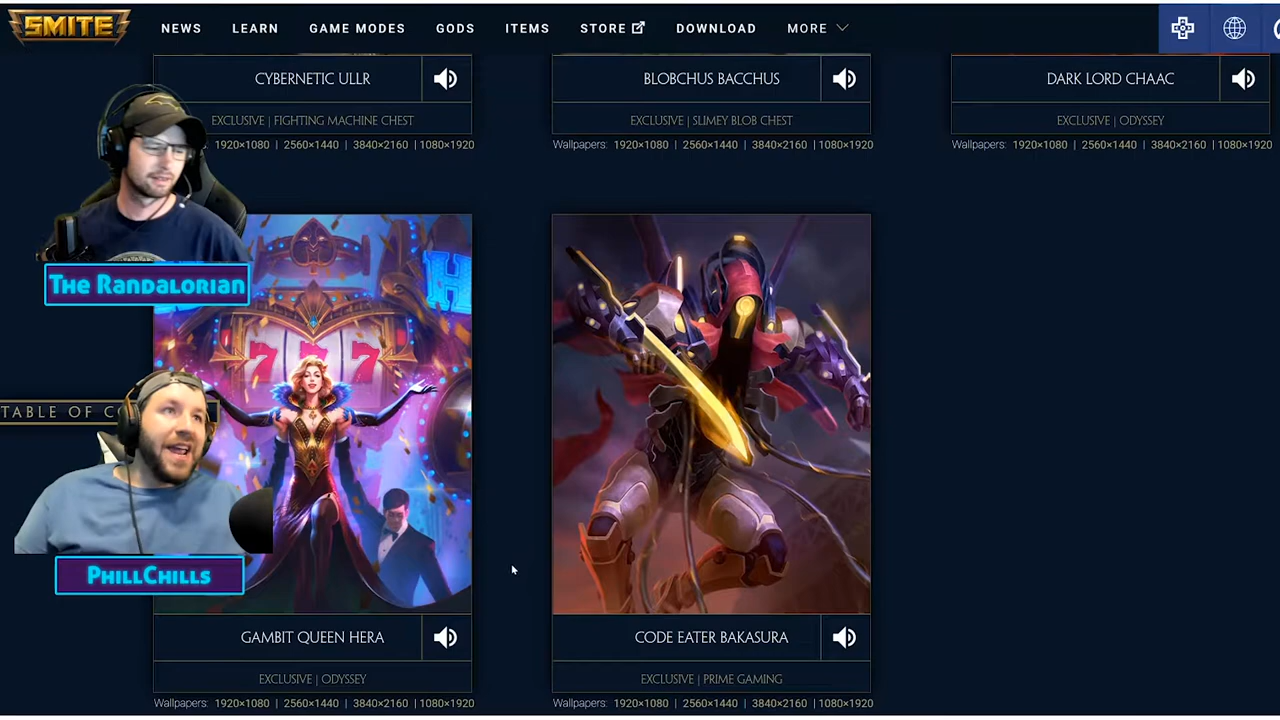 SMITE NEWS LEARN GAME MODES GODS ITEMS STORE DOWNLOAD MORE
CYBERNETIC ULLR BLOBCHUS BACCHUS DARK LORD CHAAC
EXCLUSIVE | FIGHTING MACHINE CHEST EXCLUSIVE | SLIMEY BLOB CHEST EXCLUSIVE | ODYSSEY
1920×1080 | 2560×1440 | 3840×2160 | 1080×1920 Wallpapers: 1920×1080 | 2560×1440 | 3840×2160 | 1080×1920 Wallpapers: 1920×1080 | 2560×1440 | 3840×2160 | 1080×1920
The Randalorian
H
7 7 7
TABLE OF C
PhillChills
GAMBIT QUEEN HERA CODE EATER BAKASURA
EXCLUSIVE | ODYSSEY EXCLUSIVE | PRIME GAMING
Wallpapers: 1920×1080 | 2560×1440 | 3840×2160 | 1080×1920 Wallpapers: 1920×1080 | 2560×1440 | 3840×2160 | 1080×1920